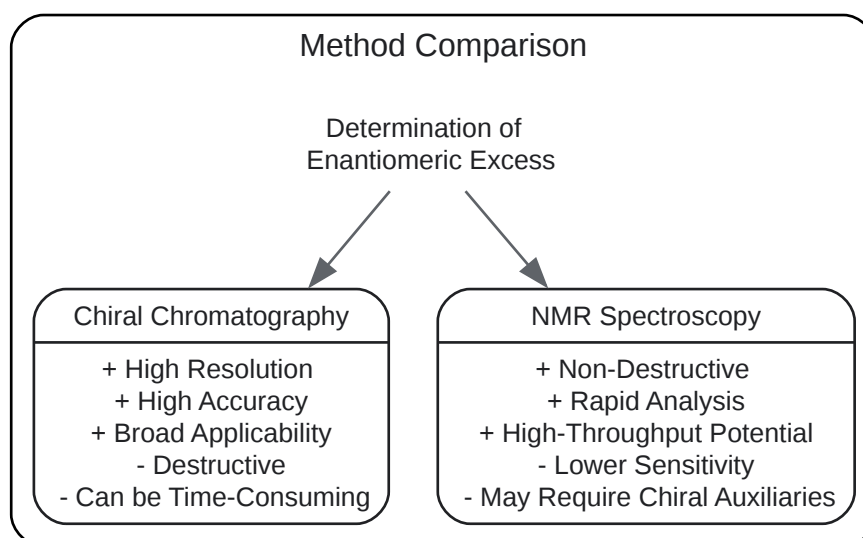 Method Comparison
Determination of
Enantiomeric Excess
Chiral Chromatography
+ High Resolution
+ High Accuracy
+ Broad Applicability
- Destructive
- Can be Time-Consuming
NMR Spectroscopy
+ Non-Destructive
+ Rapid Analysis
+ High-Throughput Potential
- Lower Sensitivity
- May Require Chiral Auxiliaries